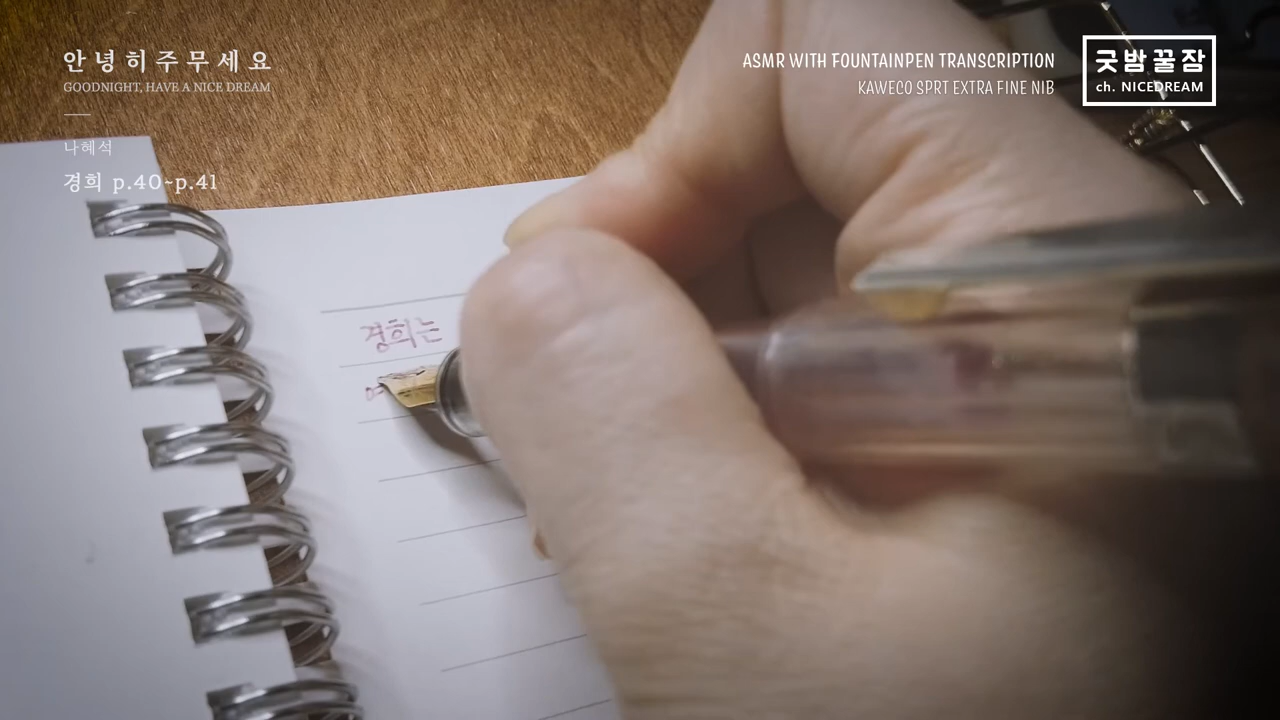 안녕히주무세요
GOODNIGHT, HAVE A NICE DREAM
나혜석
경희 p.40~p.41
ASMR WITH FOUNTAINPEN TRANSCRIPTION
KAWECO SPRT EXTRA FINE NIB
굿밤꿀잠
ch. NICEDREAM
경희는